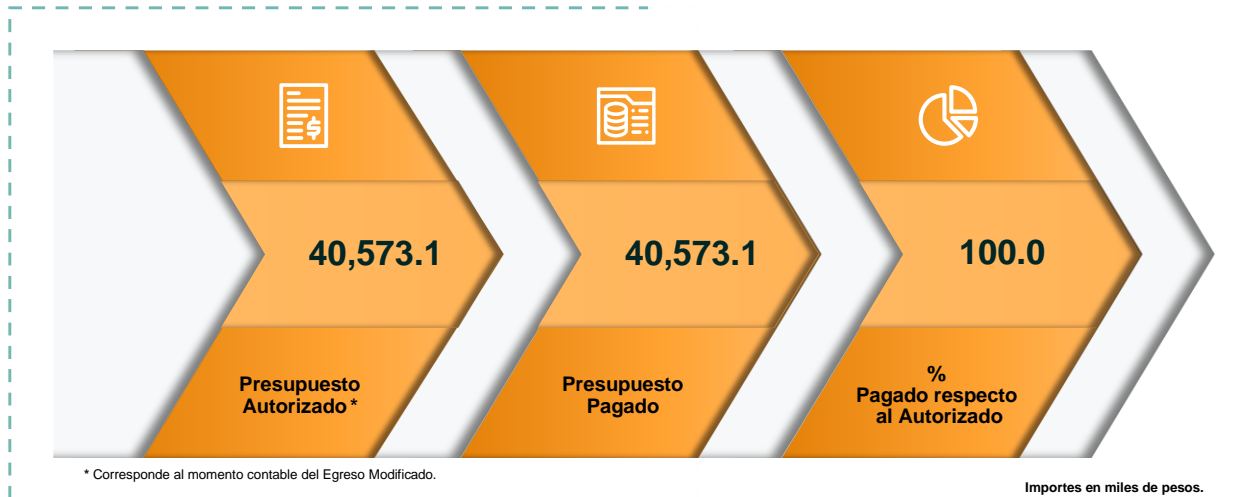 40,573.1
Presupuesto
Autorizado *
40,573.1
Presupuesto
Pagado
100.0
%
Pagado respecto
al Autorizado
* Corresponde al momento contable del Egreso Modificado.
Importes en miles de pesos.